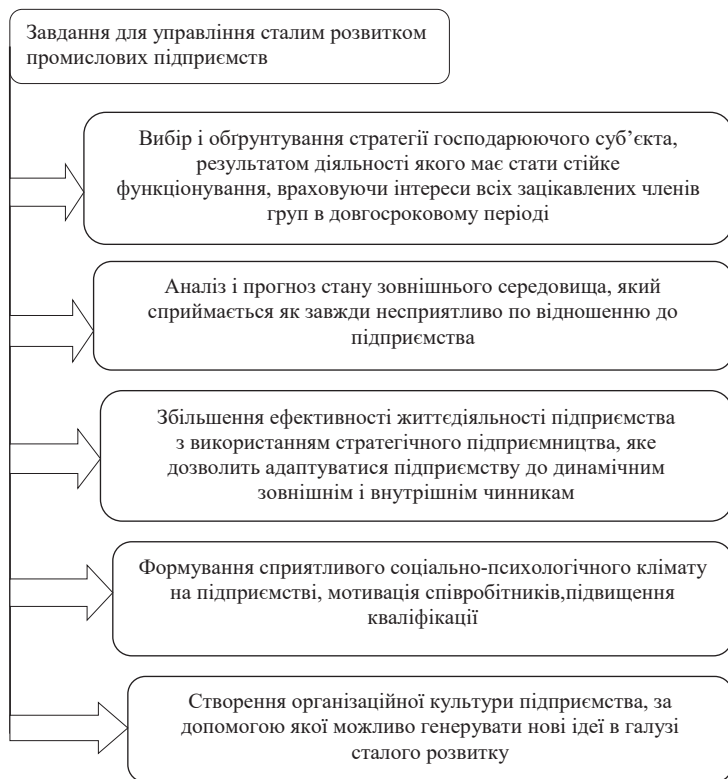 Завдання для управління сталим розвитком
промислових підприємств
Вибір і обґрунтування стратегії господарюючого суб’єкта,
результатом діяльності якого має стати стійке
функціонування, враховуючи інтереси всіх зацікавлених членів
груп в довгосроковому періоді
Аналіз і прогноз стану зовнішнього середовища, який
сприймається як завжди несприятливо по відношенню до
підприємства
Збільшення ефективності життєдіяльності підприємства
з використанням стратегічного підприємництва, яке
дозволить адаптуватися підприємству до динамічним
зовнішнім і внутрішнім чинникам
Формування сприятливого соціально-психологічного клімату
на підприємстві, мотивація співробітників,підвищення
кваліфікації
Створення організаційної культури підприємства, за
допомогою якої можливо генерувати нові ідеї в галузі
сталого розвитку